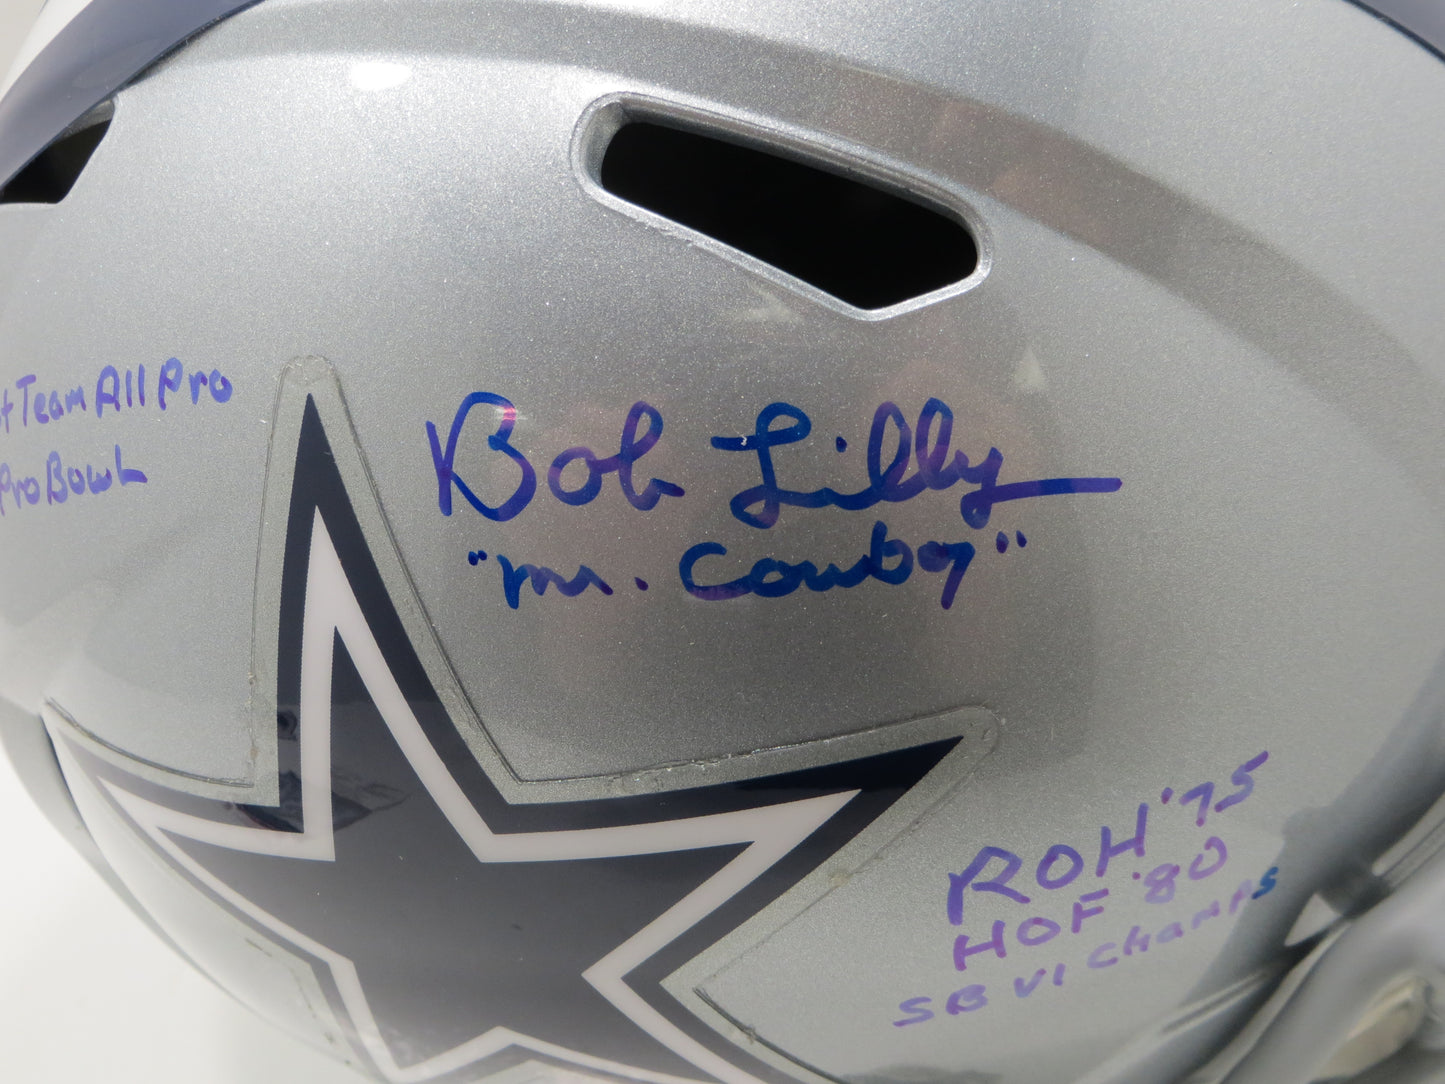 Team All Pro
Pro Bowl
Bob Lilly
"Mr. Cowboy"
ROH '75
HOF '80
SB VI Champs